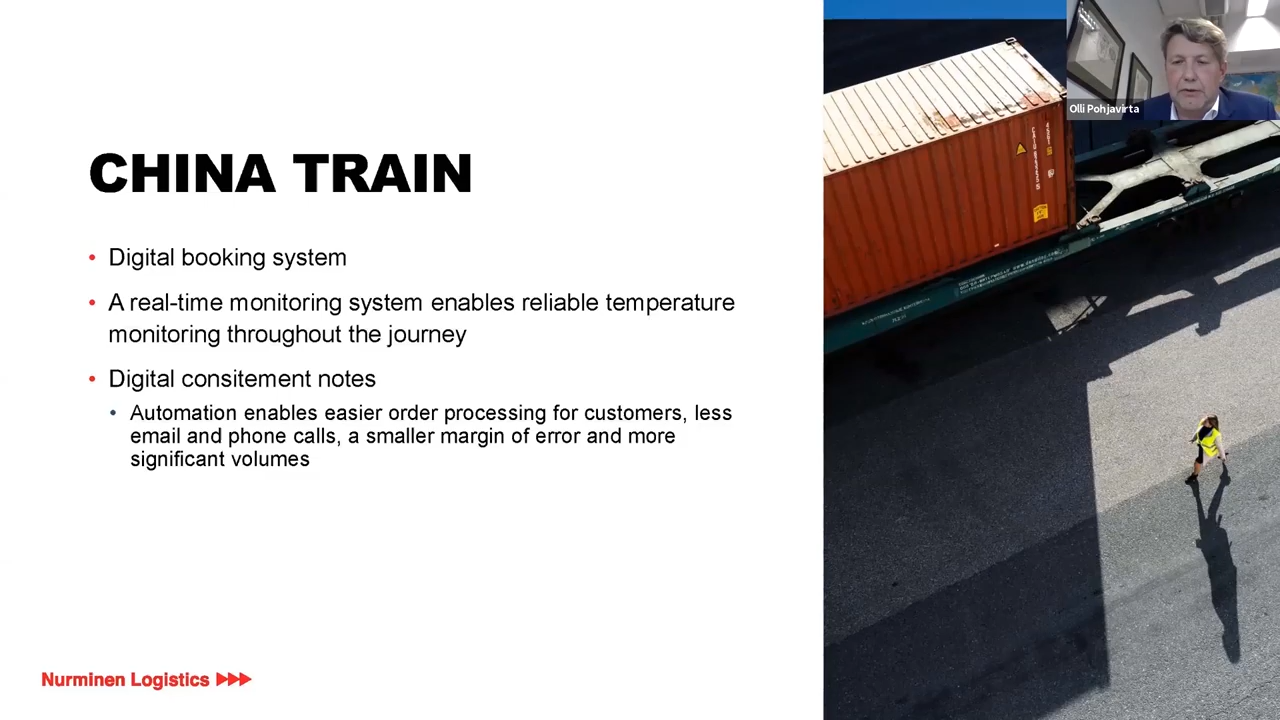 Olli Pohjavirta
CHINA TRAIN
• Digital booking system
• A real-time monitoring system enables reliable temperature
monitoring throughout the journey
• Digital consitement notes
• Automation enables easier order processing for customers, less
email and phone calls, a smaller margin of error and more
significant volumes
Nurminen Logistics